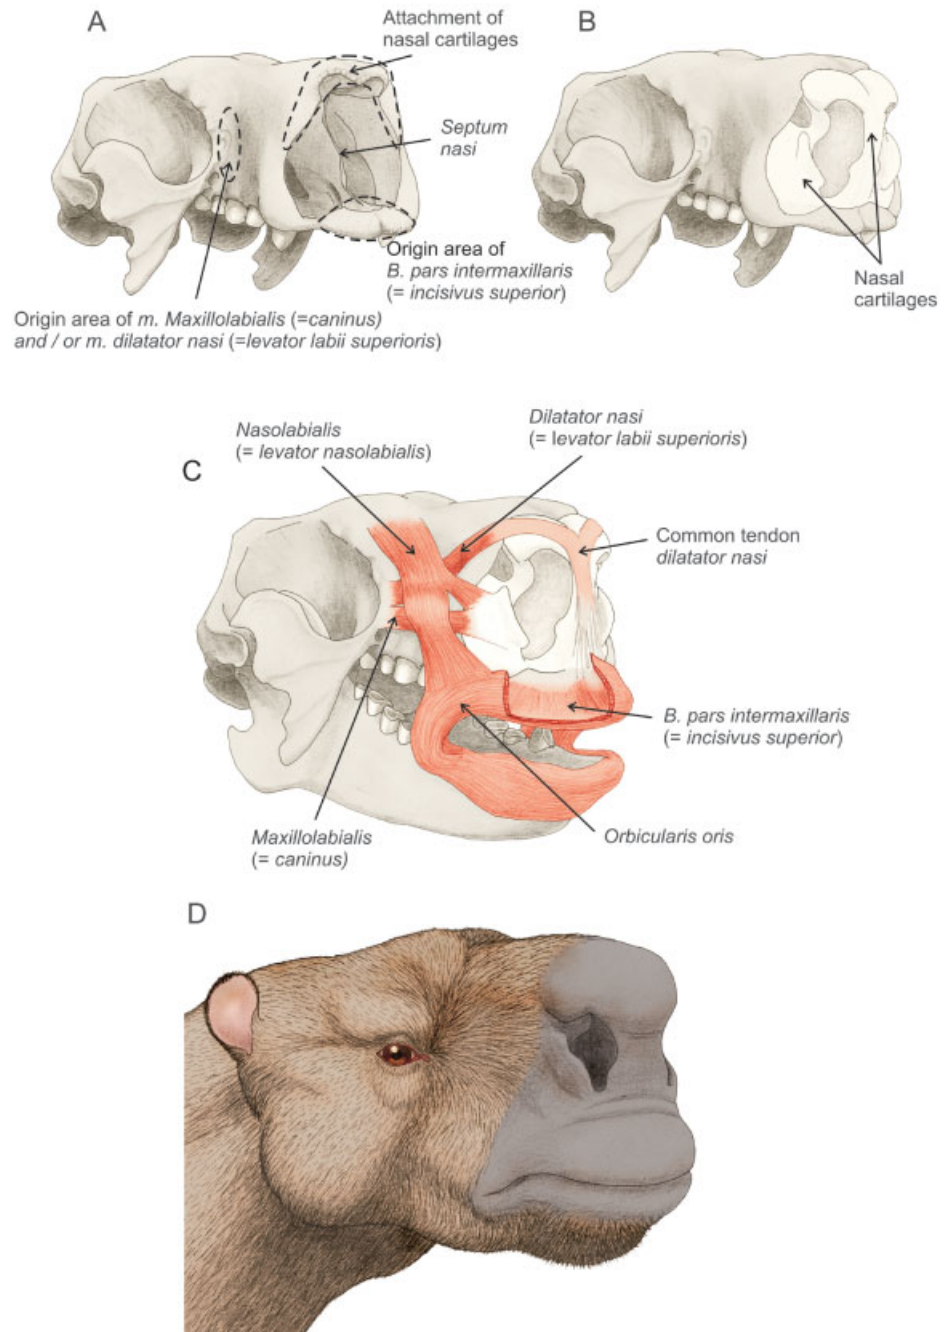 A
Attachment of
nasal cartilages
Septum
nasi
Origin area of
B. pars intermaxillaris
(= incisivus superior)
Origin area of m. Maxillolabialis (=caninus)
and / or m. dilatator nasi (=levator labii superioris)
B
Nasal
cartilages
C
Nasolabialis
(= levator nasolabialis)
Dilatator nasi
(= levator labii superioris)
Common tendon
dilatator nasi
B. pars intermaxillaris
(= incisivus superior)
Orbicularis oris
Maxillolabialis
(= caninus)
D